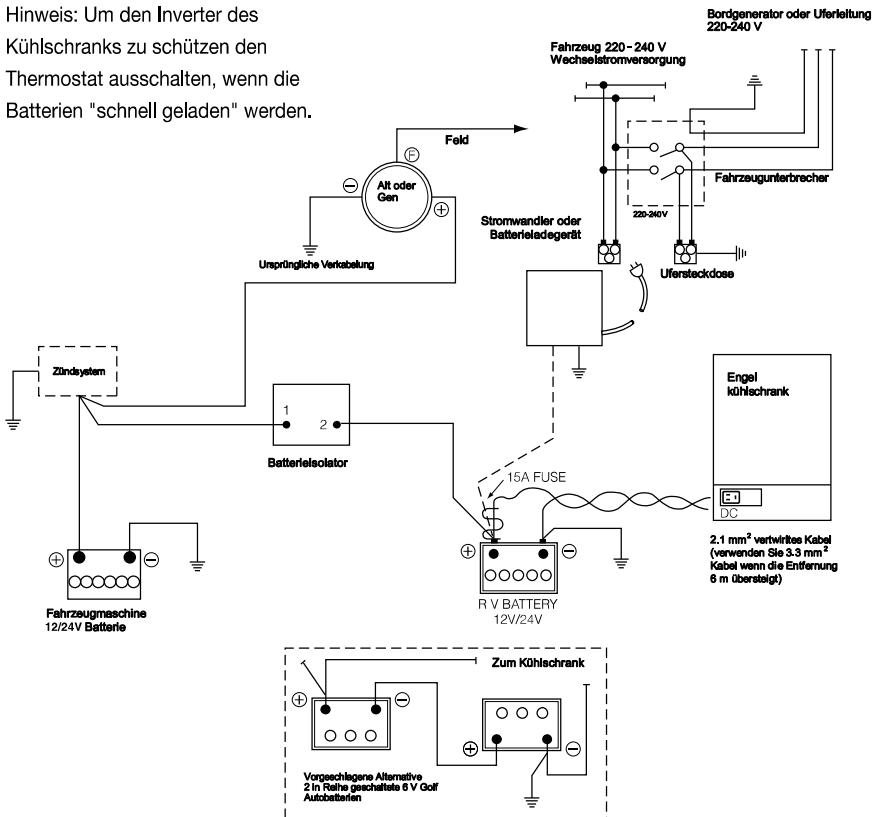 Hinweis: Um den Inverter des
Kühlschranks zu schützen den
Thermostat ausschalten, wenn die
Batterien "schnell geladen" werden.
Bordgenerator oder Uferleitung
220-240 V
Fahrzeug 220-240 V
Wechselstromversorgung
Feld
F
Alt oder
Gen
Fahrzeugunterbrecher
220-240V
Stromwandler oder
Batterieladegerät
Ursprüngliche Verkabelung
Ufersteckdose
Zündsystem
1
2
Batterieisolator
Engel
kühlschrank
15A FUSE
DC
2.1 mm² vertwirltes Kabel
(verwenden Sie 3.3 mm²
Kabel wenn die Entfernung
6 m übersteigt)
Fahrzeugmaschine
12/24V Batterie
R V BATTERY
12V/24V
Zum Kühlschrank
Vorgeschlagene Alternative
2 in Reihe geschaltete 6 V Golf
Autobatterien